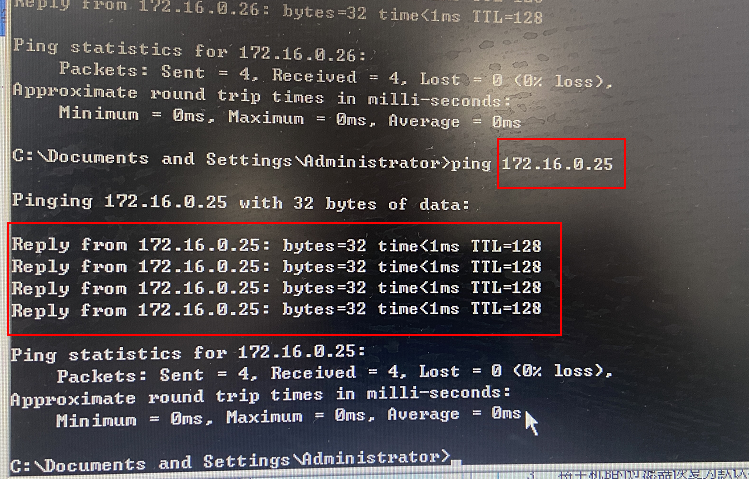 Reply from 172.16.0.26: bytes=32 time<1ms TTL=128
Ping statistics for 172.16.0.26:
Packets: Sent = 4, Received = 4, Lost = 0 (0% loss),
Approximate round trip times in milli-seconds:
Minimum = 0ms, Maximum = 0ms, Average = 0ms
C:\Documents and Settings\Administrator>ping 172.16.0.25
Pinging 172.16.0.25 with 32 bytes of data:
Reply from 172.16.0.25: bytes=32 time<1ms TTL=128
Reply from 172.16.0.25: bytes=32 time<1ms TTL=128
Reply from 172.16.0.25: bytes=32 time<1ms TTL=128
Reply from 172.16.0.25: bytes=32 time<1ms TTL=128
Ping statistics for 172.16.0.25:
Packets: Sent = 4, Received = 4, Lost = 0 (0% loss),
Approximate round trip times in milli-seconds:
Minimum = 0ms, Maximum = 0ms, Average = 0ms
C:\Documents and Settings\Administrator>